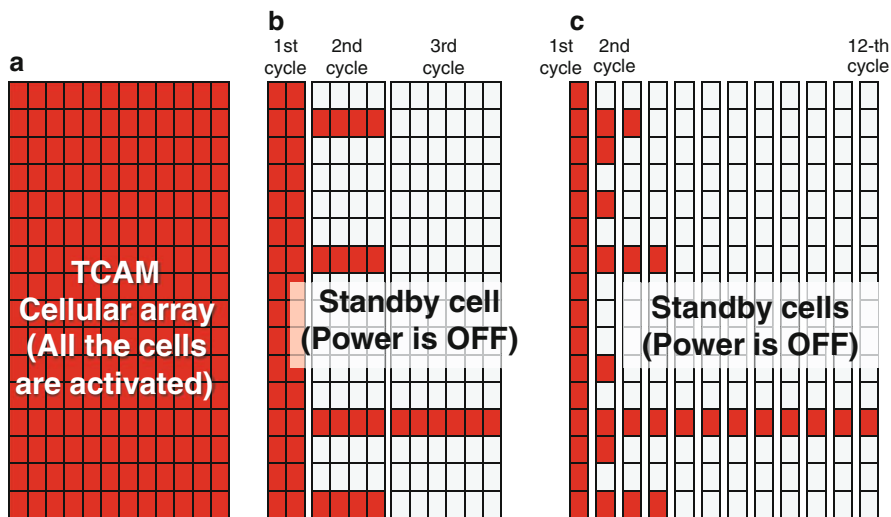 a
TCAM
Cellular array
(All the cells
are activated)
b
1st
cycle
2nd
cycle
3rd
cycle
Standby cell
(Power is OFF)
c
1st
cycle
2nd
cycle
12-th
cycle
Standby cells
(Power is OFF)